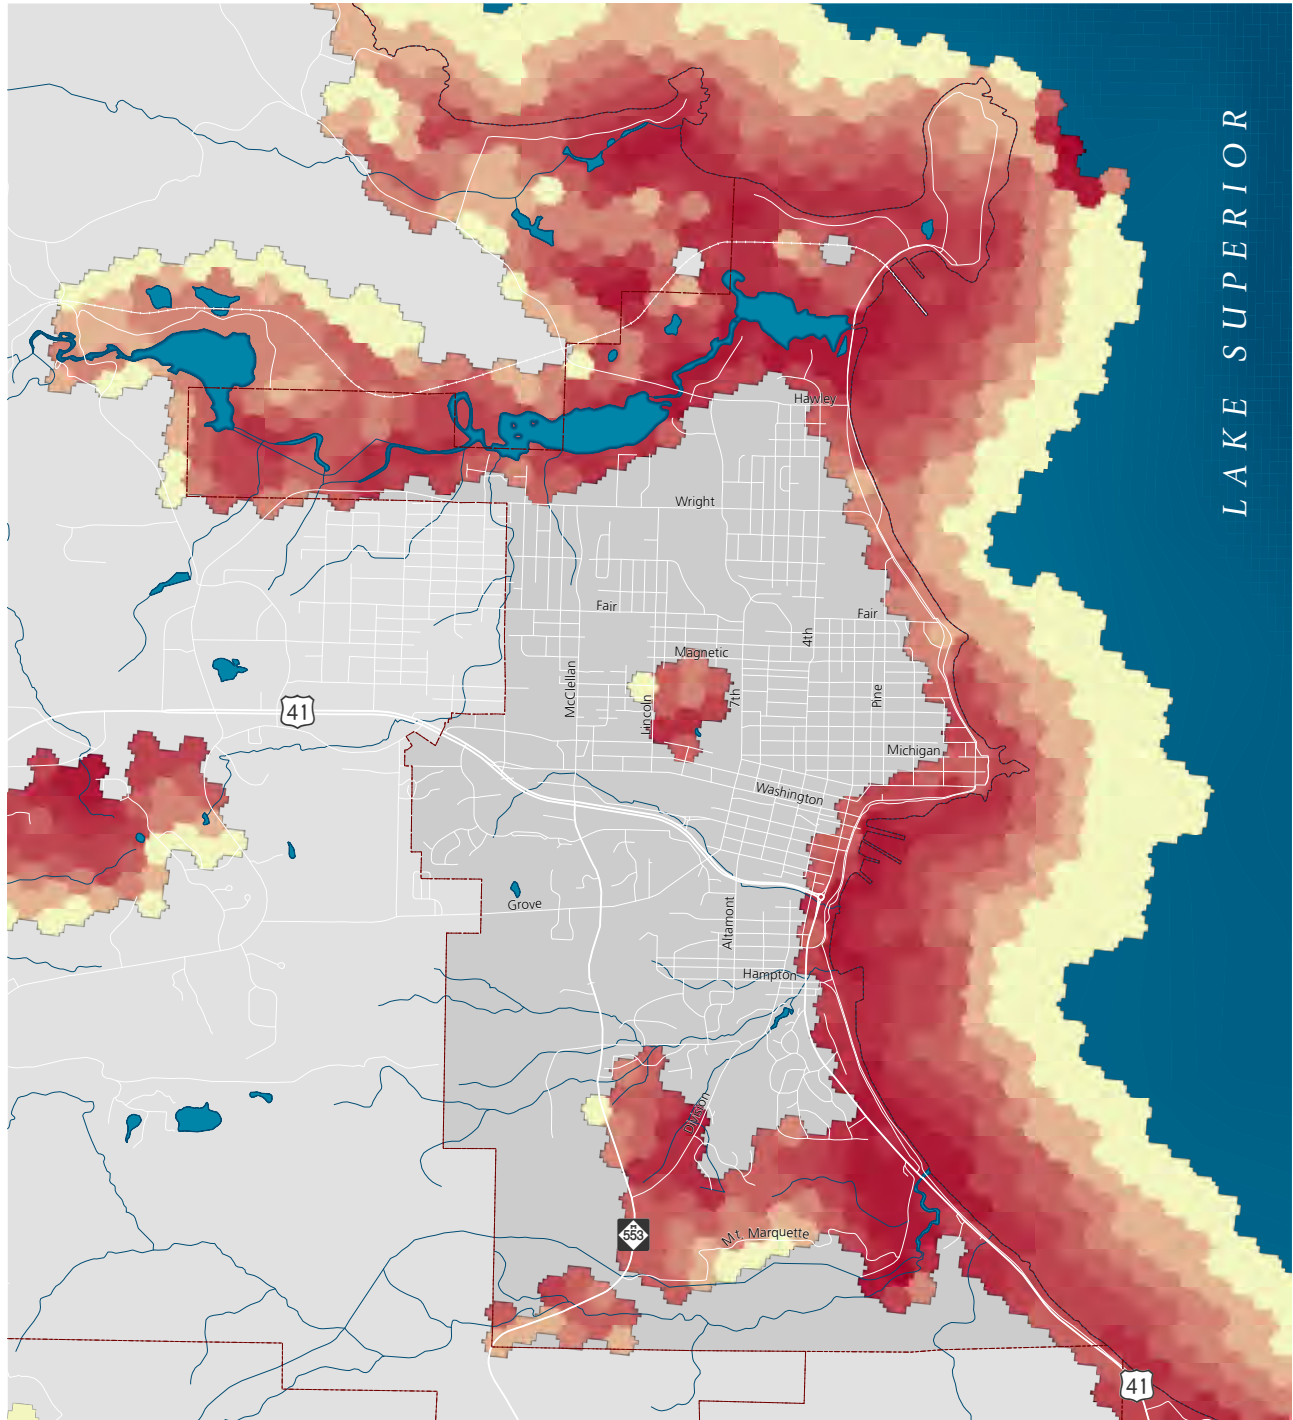 LAKE SUPERIOR
Hawley
Wright
Fair
Fair
4th
Magnetic
McClellan
Lincoln
7th
Pine
41
Michigan
Washington
Grove
Altamont
Hampton
Division
M
553
Mt. Marquette
41